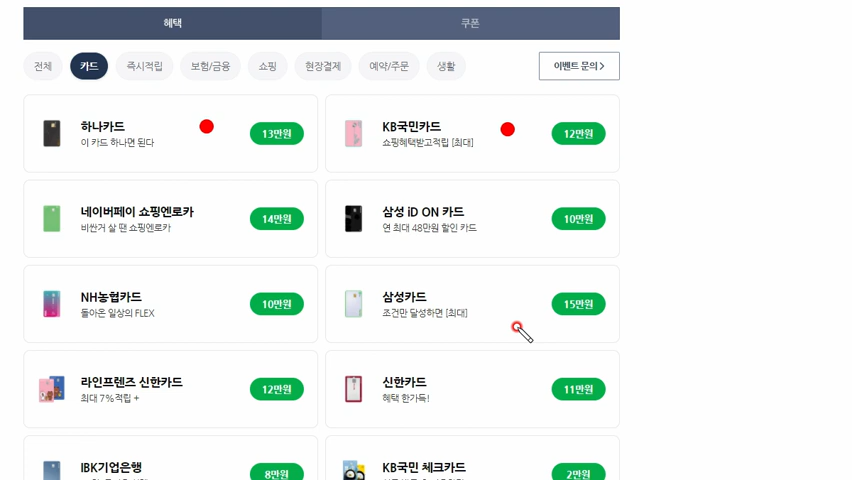 혜택 쿠폰
전체 카드 즉시적립 보험/금융 쇼핑 현장결제 예약/주문 생활 이벤트 문의 >
하나카드
이 카드 하나면 된다
13만원
KB국민카드
쇼핑혜택받고적립 [최대]
12만원
네이버페이 쇼핑엔로카
비싼거 살 땐 쇼핑엔로카
14만원
삼성 iD ON 카드
연 최대 48만원 할인 카드
10만원
NH농협카드
돌아온 일상의 FLEX
10만원
삼성카드
조건만 달성하면 [최대]
15만원
라인프렌즈 신한카드
최대 7%적립 +
12만원
신한카드
혜택 한가득!
11만원
IBK기업은행
8만원
KB국민 체크카드
2만원